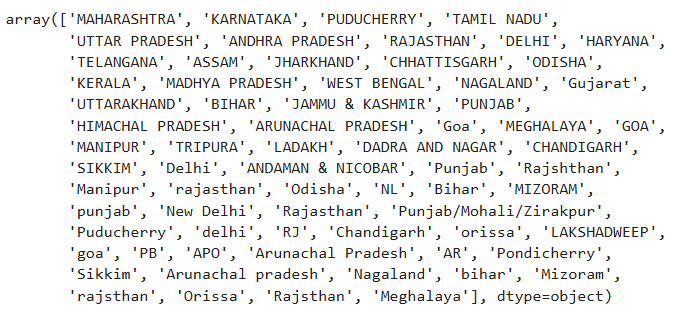 array(['MAHARASHTRA', 'KARNATAKA', 'PUDUCHERRY', 'TAMIL NADU',
'UTTAR PRADESH', 'ANDHRA PRADESH', 'RAJASTHAN', 'DELHI', 'HARYANA',
'TELANGANA', 'ASSAM', 'JHARKHAND', 'CHHATTISGARH', 'ODISHA',
'KERALA', 'MADHYA PRADESH', 'WEST BENGAL', 'NAGALAND', 'Gujarat',
'UTTARAKHAND', 'BIHAR', 'JAMMU & KASHMIR', 'PUNJAB',
'HIMACHAL PRADESH', 'ARUNACHAL PRADESH', 'Goa', 'MEGHALAYA', 'GOA',
'MANIPUR', 'TRIPURA', 'LADAKH', 'DADRA AND NAGAR', 'CHANDIGARH',
'SIKKIM', 'Delhi', 'ANDAMAN & NICOBAR', 'Punjab', 'Rajshthan',
'Manipur', 'rajasthan', 'Odisha', 'NL', 'Bihar', 'MIZORAM',
'punjab', 'New Delhi', 'Rajasthan', 'Punjab/Mohali/Zirakpur',
'Puducherry', 'delhi', 'RJ', 'Chandigarh', 'orissa', 'LAKSHADWEEP',
'goa', 'PB', 'APO', 'Arunachal Pradesh', 'AR', 'Pondicherry',
'Sikkim', 'Arunachal pradesh', 'Nagaland', 'bihar', 'Mizoram',
'rajsthan', 'Orissa', 'Rajsthan', 'Meghalaya'], dtype=object)